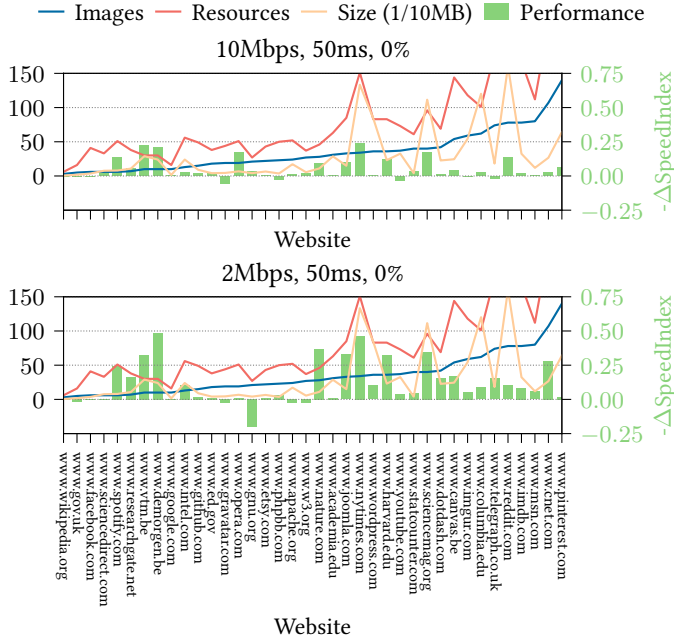 Images Resources Size (1/10MB) Performance
10Mbps, 50ms, 0%
150
100
50
0
0.75
0.50
0.25
0.00
−0.25
-ΔSpeedIndex
Website
2Mbps, 50ms, 0%
150
100
50
0
0.75
0.50
0.25
0.00
−0.25
-ΔSpeedIndex
www.wikipedia.org
www.gov.uk
www.facebook.com
www.sciencedirect.com
www.spotify.com
www.researchgate.net
www.vtm.be
www.demorgen.be
www.google.com
www.intel.com
www.github.com
www.ed.gov
www.gravatar.com
www.opera.com
www.gnu.org
www.etsy.com
www.phpbb.com
www.apache.org
www.w3.org
www.nature.com
www.academia.edu
www.joomla.com
www.nytimes.com
www.wordpress.com
www.harvard.edu
www.youtube.com
www.statcounter.com
www.sciencemag.org
www.dotdash.com
www.canvas.be
www.imgur.com
www.columbia.edu
www.telegraph.co.uk
www.reddit.com
www.imdb.com
www.msn.com
www.cnet.com
www.pinterest.com
Website